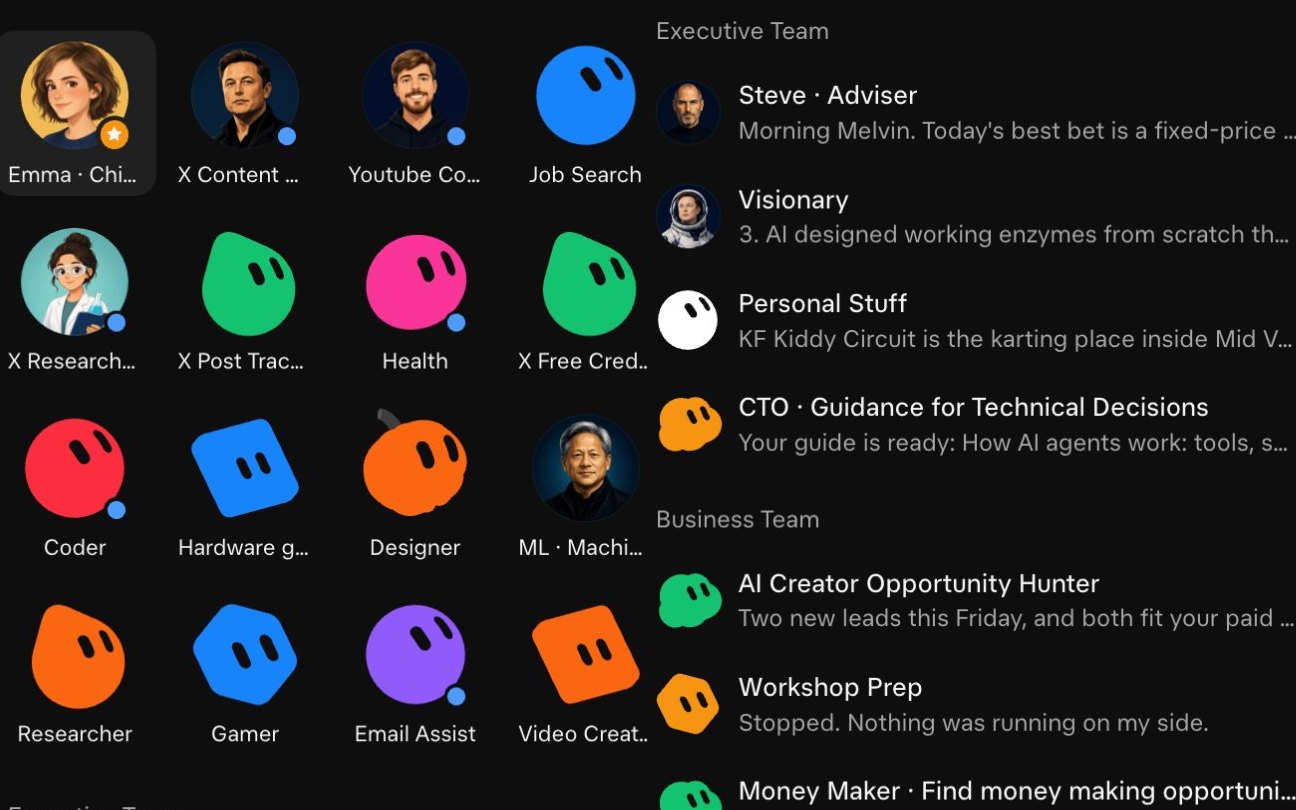 Emma · Chi...
X Content ...
Youtube Co...
Job Search
X Research...
X Post Trac...
Health
X Free Cred..
Coder
Hardware g...
Designer
ML · Machi...
Researcher
Gamer
Email Assist
Video Creat..
Executive Team
Steve · Adviser
Morning Melvin. Today's best bet is a fixed-price ...
Visionary
3. AI designed working enzymes from scratch th...
Personal Stuff
KF Kiddy Circuit is the karting place inside Mid V...
CTO · Guidance for Technical Decisions
Your guide is ready: How AI agents work: tools, s...
Business Team
AI Creator Opportunity Hunter
Two new leads this Friday, and both fit your paid ...
Workshop Prep
Stopped. Nothing was running on my side.
Money Maker · Find money making opportuni...